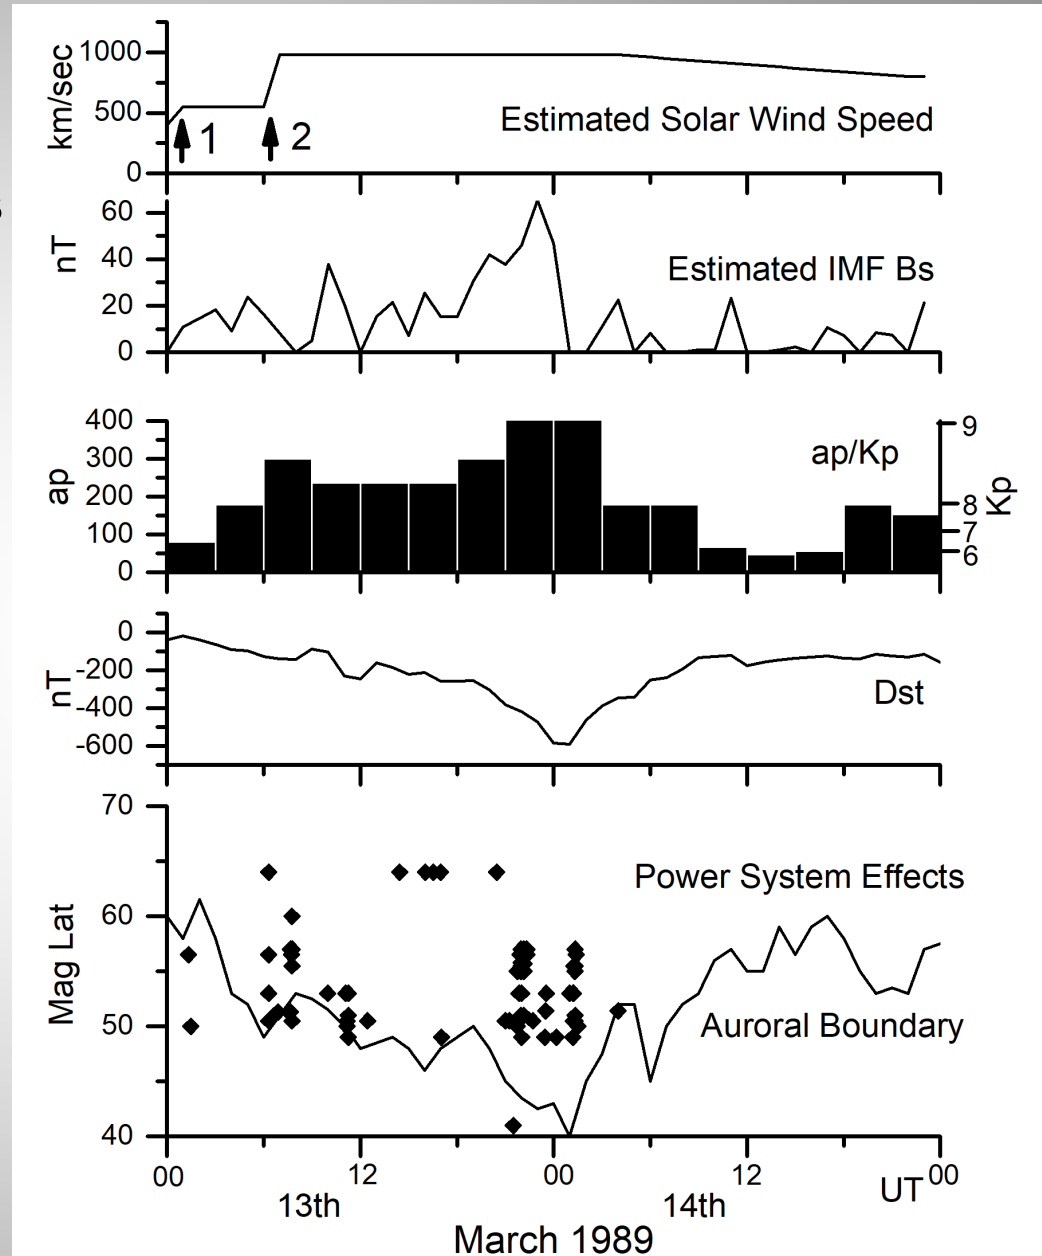 km/sec
1000
500
0
1
2
Estimated Solar Wind Speed
nT
60
40
20
0
Estimated IMF Bs
ap
400
300
200
100
0
ap/Kp
9
8
7
6
Kp
nT
0
-200
-400
-600
Dst
Mag Lat
70
60
50
40
Power System Effects
Auroral Boundary
00 12 00 12 00
13th 14th UT
March 1989